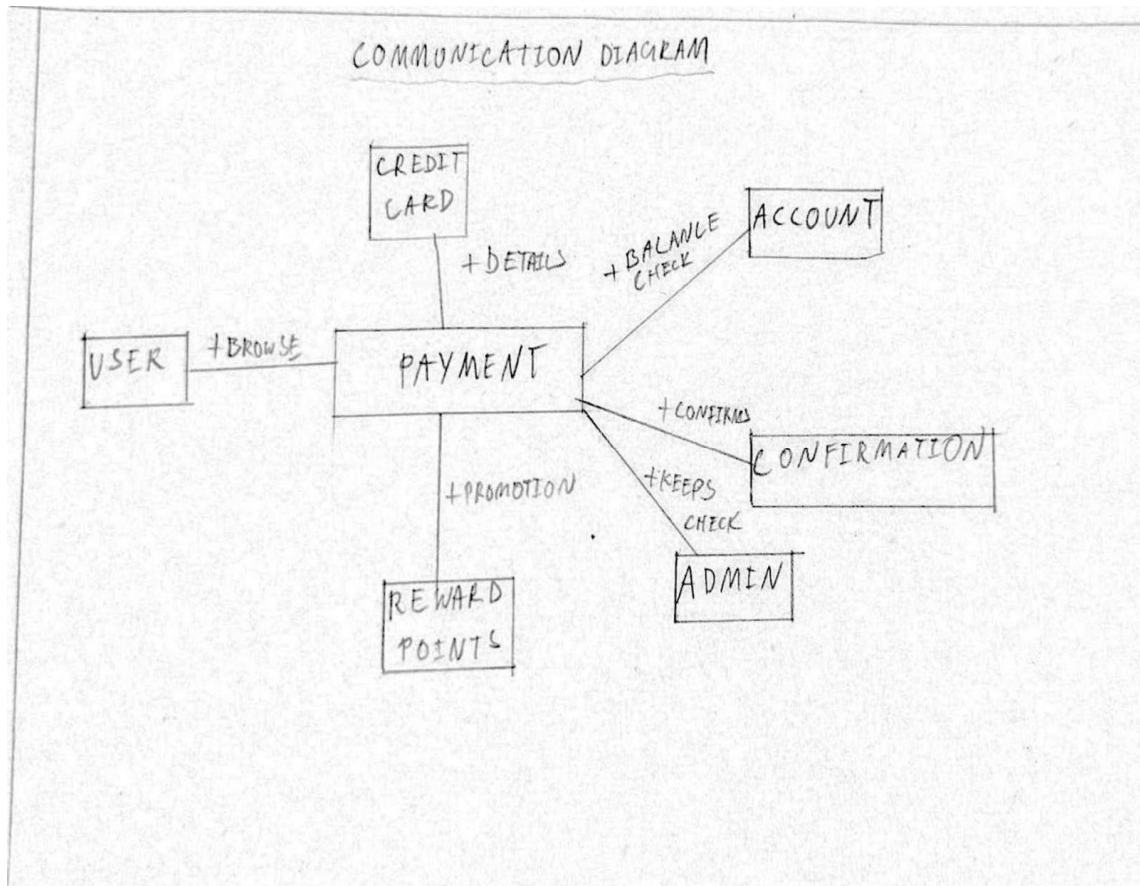 COMMUNICATION DIAGRAM
CREDIT
CARD
+DETAILS
+BALANCE
CHECK
ACCOUNT
USER
+BROWSE
PAYMENT
+CONFIRMS
CONFIRMATION
+PROMOTION
+KEEPS
CHECK
ADMIN
REWARD
POINTS